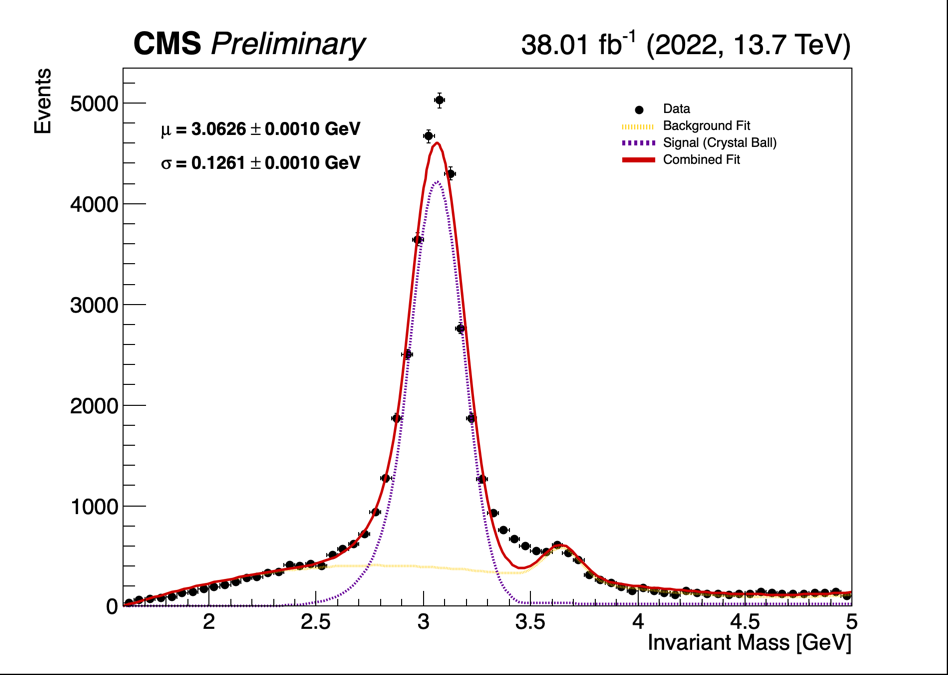 CMS Preliminary 38.01 fb⁻¹ (2022, 13.7 TeV)
Events
μ = 3.0626 ± 0.0010 GeV
σ = 0.1261 ± 0.0010 GeV
Data
Background Fit
Signal (Crystal Ball)
Combined Fit
5000
4000
3000
2000
1000
0
2 2.5 3 3.5 4 4.5 5
Invariant Mass [GeV]